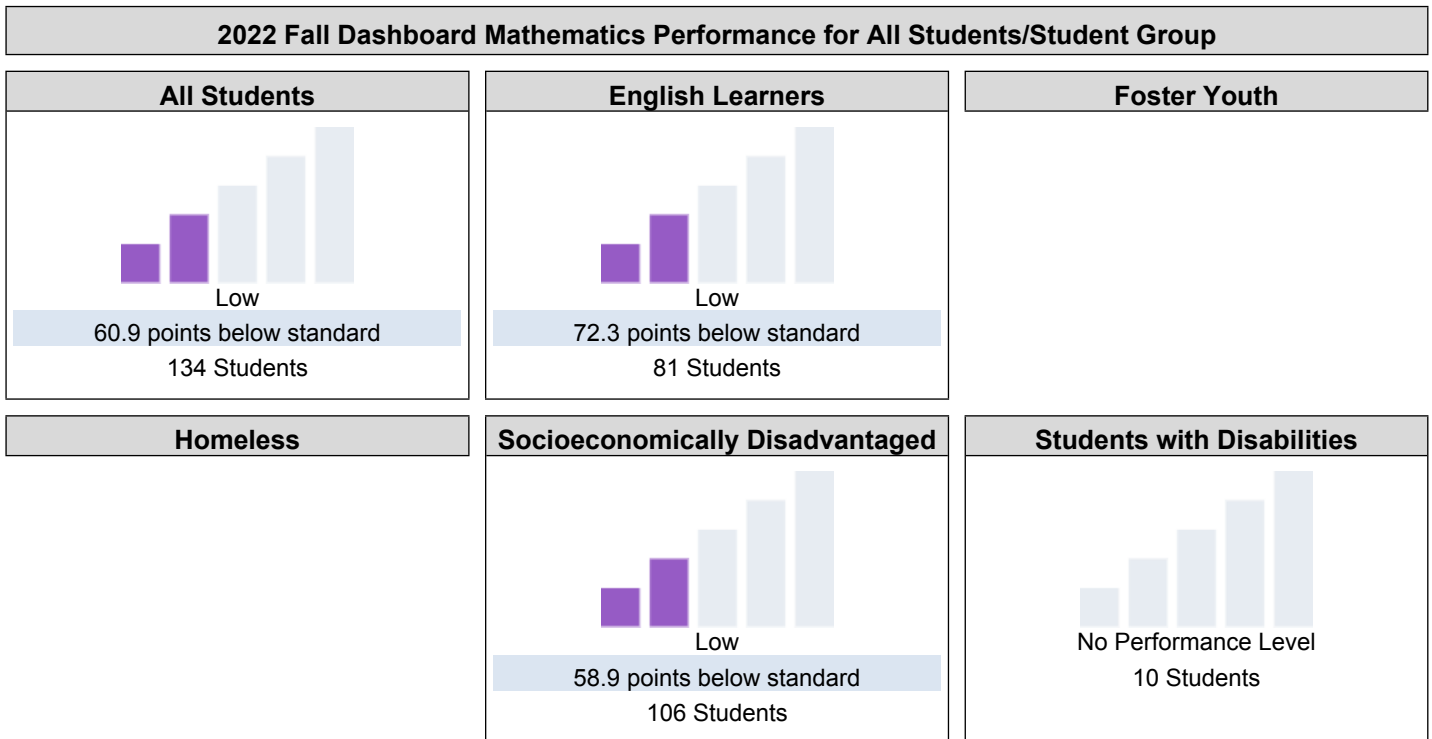 2022 Fall Dashboard Mathematics Performance for All Students/Student Group
All Students
Low
60.9 points below standard
134 Students
English Learners
Low
72.3 points below standard
81 Students
Foster Youth
Homeless
Socioeconomically Disadvantaged
Low
58.9 points below standard
106 Students
Students with Disabilities
No Performance Level
10 Students